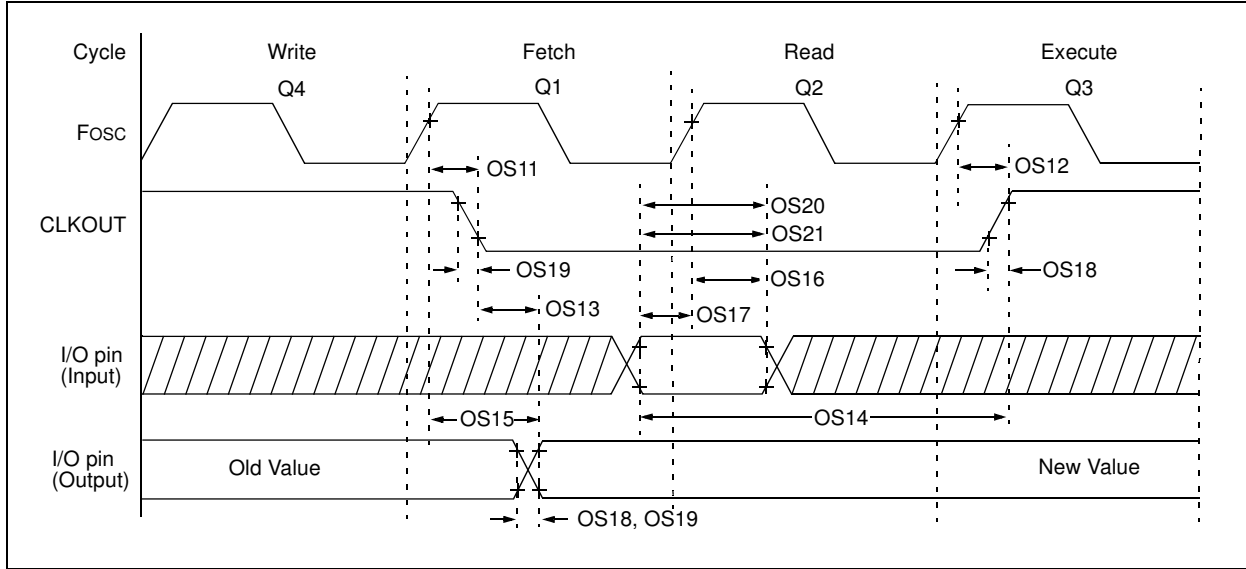 Cycle Write Fetch Read Execute
Q4 Q1 Q2 Q3
FOSC
OS11 OS12
CLKOUT
OS20
OS21
OS19 OS16 OS18
OS13 OS17
I/O pin
(Input)
OS15 OS14
I/O pin
(Output)
Old Value New Value
OS18, OS19